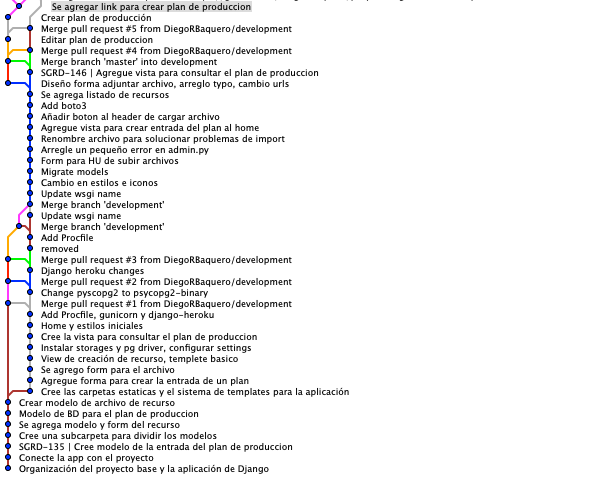 Se agregar link para crear plan de produccion
Crear plan de producción
Merge pull request #5 from DiegoRBaquero/development
Editar plan de produccion
Merge pull request #4 from DiegoRBaquero/development
Merge branch 'master' into development
SGRD-146 | Agregue vista para consultar el plan de produccion
Diseño forma adjuntar archivo, arreglo typo, cambio urls
Se agrega listado de recursos
Add boto3
Añadir boton al header de cargar archivo
Agregue vista para crear entrada del plan al home
Renombre archivo para solucionar problemas de import
Arregle un pequeño error en admin.py
Form para HU de subir archivos
Migrate models
Cambio en estilos e iconos
Update wsgi name
Merge branch 'development'
Update wsgi name
Merge branch 'development'
Add Procfile
removed
Merge pull request #3 from DiegoRBaquero/development
Django heroku changes
Merge pull request #2 from DiegoRBaquero/development
Change pyscopg2 to psycopg2-binary
Merge pull request #1 from DiegoRBaquero/development
Add Procfile, gunicorn y django-heroku
Home y estilos iniciales
Cree la vista para consultar el plan de produccion
Instalar storages y pg driver, configurar settings
View de creación de recurso, templete basico
Se agrego form para el archivo
Agregue forma para crear la entrada de un plan
Cree las carpetas estaticas y el sistema de templates para la aplicación
Crear modelo de archivo de recurso
Modelo de BD para el plan de produccion
Se agrega modelo y form del recurso
Cree una subcarpeta para dividir los modelos
SGRD-135 | Cree modelo de la entrada del plan de produccion
Conecte la app con el proyecto
Organización del proyecto base y la aplicación de Django